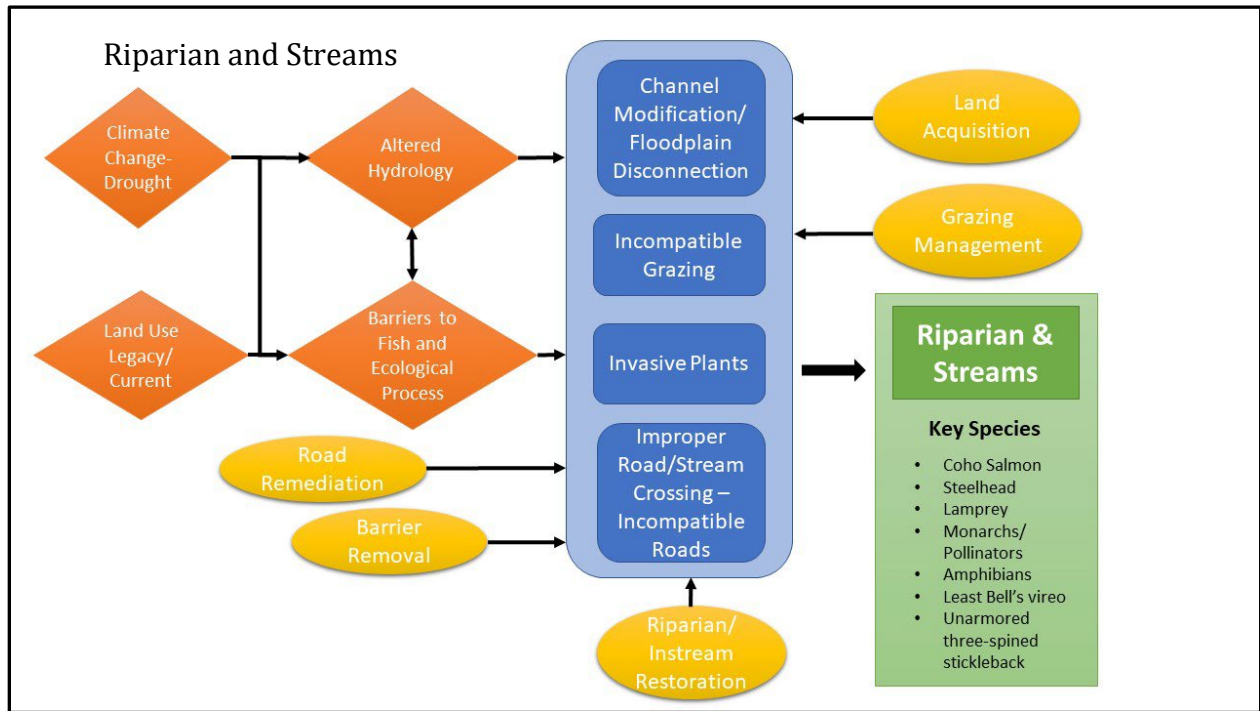 Riparian and Streams
Climate
Change-
Drought
Altered
Hydrology
Channel
Modification/
Floodplain
Disconnection
Land
Acquisition
Incompatible
Grazing
Grazing
Management
Land Use
Legacy/
Current
Barriers to
Fish and
Ecological
Process
Invasive Plants
Riparian &
Streams
Key Species
• Coho Salmon
• Steelhead
• Lamprey
• Monarchs/
Pollinators
• Amphibians
• Least Bell’s vireo
• Unarmored
three-spined
stickleback
Road
Remediation
Improper
Road/Stream
Crossing –
Incompatible
Roads
Barrier
Removal
Riparian/
Instream
Restoration